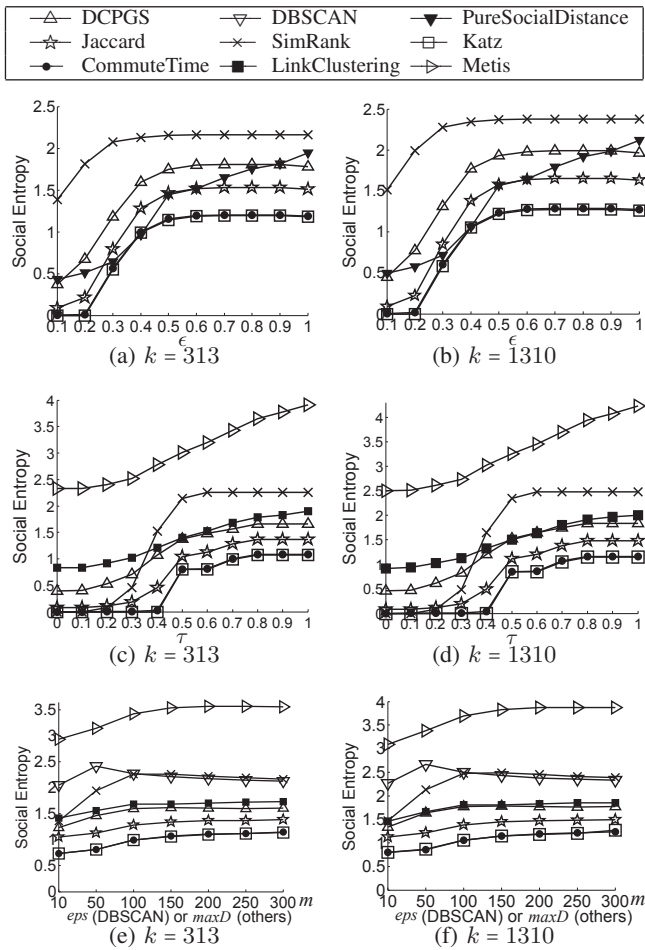 DCPGS DBSCAN PureSocialDistance
Jaccard SimRank Katz
CommuteTime LinkClustering Metis
Social Entropy
2.5
2
1.5
1
0.5
0
0.1 0.2 0.3 0.4 0.5 0.6 0.7 0.8 0.9 1
ϵ
(a) k = 313
Social Entropy
2.5
2
1.5
1
0.5
0
0.1 0.2 0.3 0.4 0.5 0.6 0.7 0.8 0.9 1
ϵ
(b) k = 1310
Social Entropy
4
3.5
3
2.5
2
1.5
1
0.5
0
0 0.1 0.2 0.3 0.4 0.5 0.6 0.7 0.8 0.9 1
τ
(c) k = 313
Social Entropy
4
3.5
3
2.5
2
1.5
1
0.5
0
0 0.1 0.2 0.3 0.4 0.5 0.6 0.7 0.8 0.9 1
τ
(d) k = 1310
Social Entropy
3.5
3
2.5
2
1.5
1
0.5
0
10 50 100 150 200 250 300 m
eps (DBSCAN) or maxD (others)
(e) k = 313
Social Entropy
4
3.5
3
2.5
2
1.5
1
0.5
0
10 50 100 150 200 250 300 m
eps (DBSCAN) or maxD (others)
(f) k = 1310